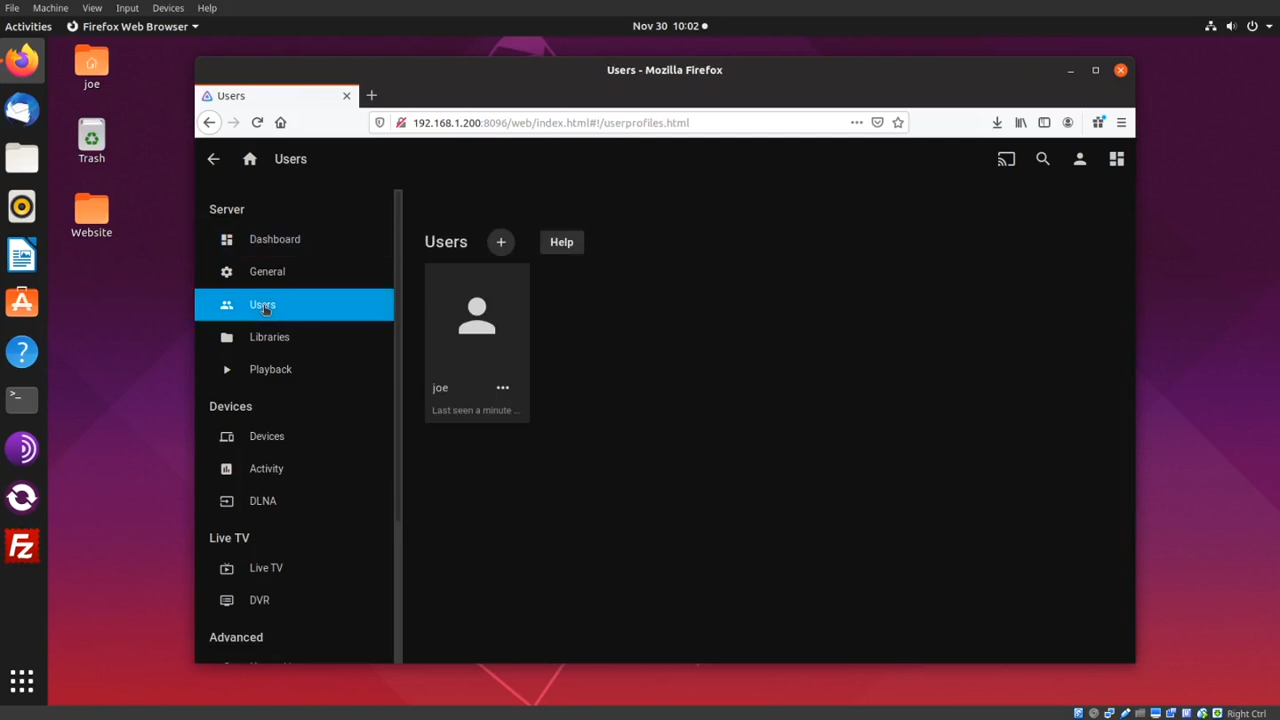 File Machine View Input Devices Help
Activities Firefox Web Browser Nov 30 10:02
joe
Trash
Website
Users - Mozilla Firefox
Users
192.168.1.200:8096/web/index.html#!/userprofiles.html
Users
Server
Dashboard
General
Users
Libraries
Playback
Devices
Devices
Activity
DLNA
Live TV
Live TV
DVR
Advanced
Users + Help
joe
Last seen a minute ...
Right Ctrl